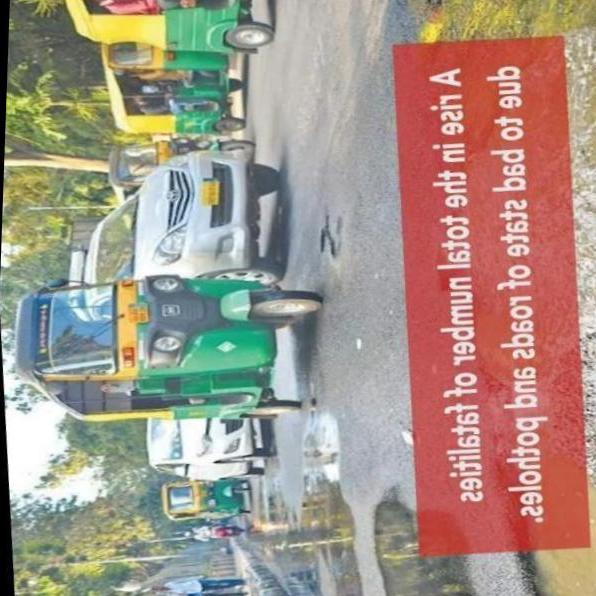 A rise in the total number of fatalities
due to bad state of roads and potholes.